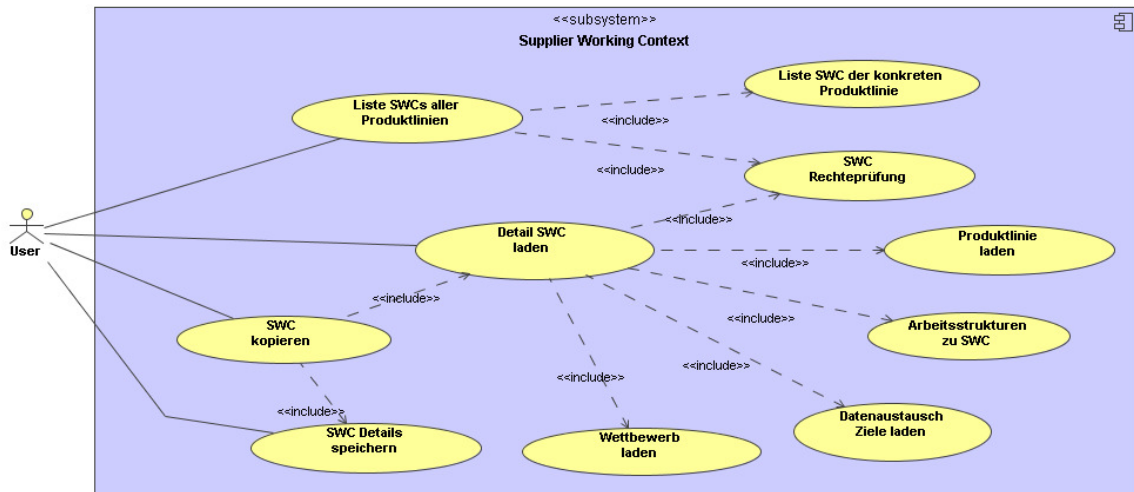 <<subsystem>>
Supplier Working Context
Liste SWC der konkreten
Produktlinie
Liste SWCs aller
Produktlinien
<<include>>
<<include>>
SWC
Rechteprüfung
<<include>>
User
Detail SWC
laden
Produktlinie
laden
<<include>>
<<include>>
SWC
kopieren
<<include>>
Arbeitsstrukturen
zu SWC
<<include>>
<<include>>
<<include>>
Datenaustausch
Ziele laden
SWC Details
speichern
Wettbewerb
laden